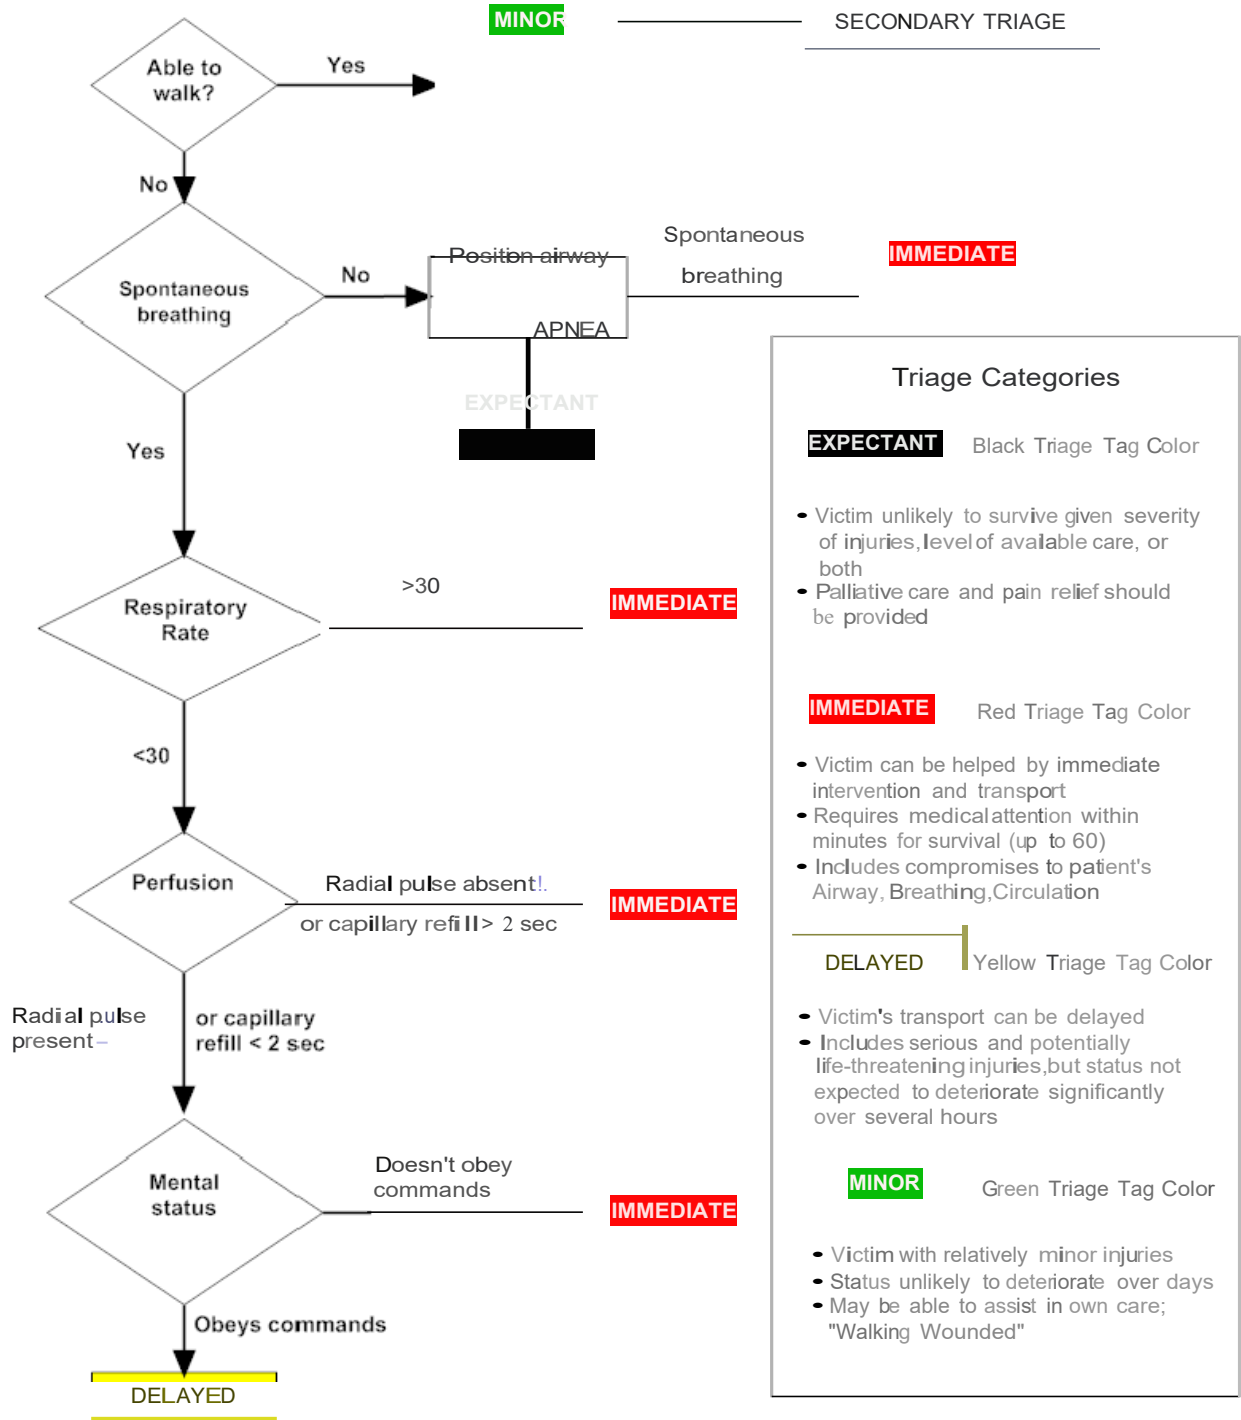 MINOR
SECONDARY TRIAGE
Able to
walk?
Yes
No
Spontaneous
breathing
No
Position airway
APNEA
Spontaneous
breathing
IMMEDIATE
EXPECTANT
Yes
Respiratory
Rate
>30
IMMEDIATE
<30
Perfusion
Radial pulse absent!.
or capillary refill > 2 sec
IMMEDIATE
Radial pulse
present –
or capillary
refill < 2 sec
Mental
status
Doesn't obey
commands
IMMEDIATE
Obeys commands
DELAYED
Triage Categories
EXPECTANT Black Triage Tag Color
• Victim unlikely to survive given severity
of injuries, level of available care, or
both
• Palliative care and pain relief should
be provided
IMMEDIATE Red Triage Tag Color
• Victim can be helped by immediate
intervention and transport
• Requires medical attention within
minutes for survival (up to 60)
• Includes compromises to patient's
Airway, Breathing, Circulation
DELAYED Yellow Triage Tag Color
• Victim's transport can be delayed
• Includes serious and potentially
life-threatening injuries, but status not
expected to deteriorate significantly
over several hours
MINOR Green Triage Tag Color
• Victim with relatively minor injuries
• Status unlikely to deteriorate over days
• May be able to assist in own care;
"Walking Wounded"